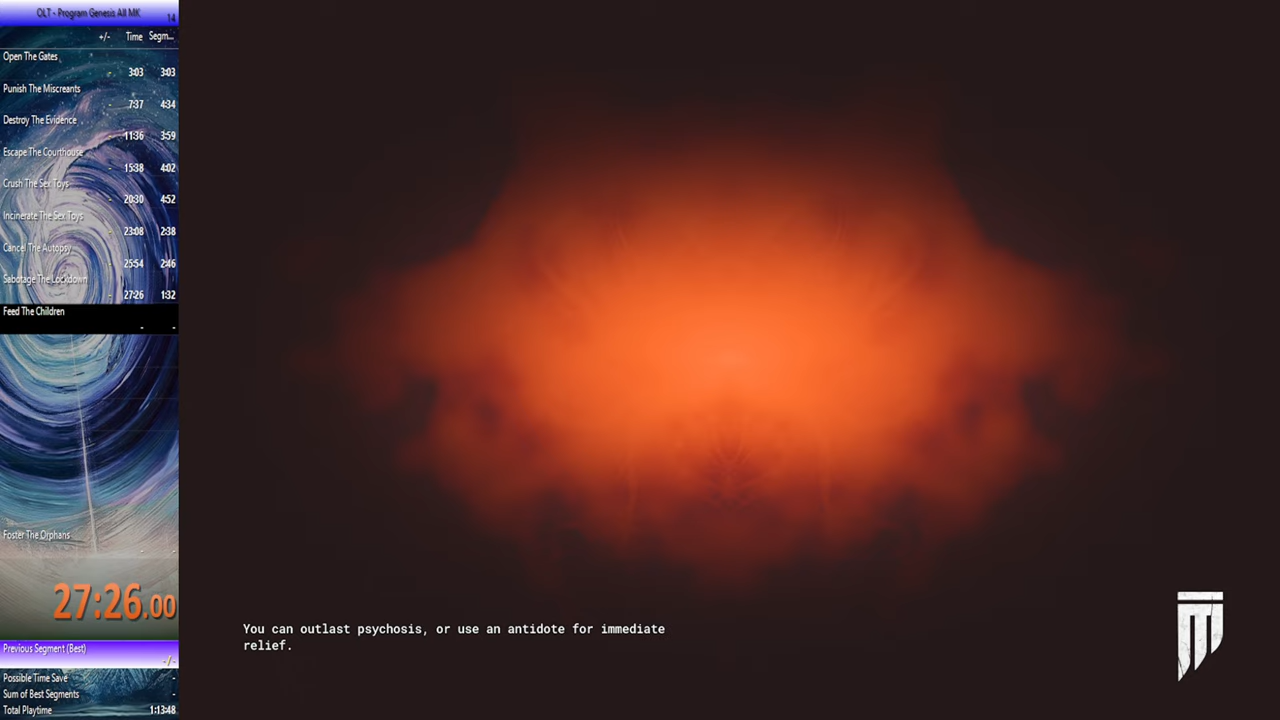 OLT - Program Genesis All MK
14
+/- Time Segm...
Open The Gates
- 3:03 3:03
Punish The Miscreants
- 7:37 4:34
Destroy The Evidence
- 11:36 3:59
Escape The Courthouse
- 15:38 4:02
Crush The Sex Toys
- 20:30 4:52
Incinerate The Sex Toys
- 23:08 2:38
Cancel The Autopsy
- 25:54 2:46
Sabotage The Lockdown
- 27:26 1:32
Feed The Children
- -
Foster The Orphans
- -
27:26.00
Previous Segment (Best)
-/-
Possible Time Save -
Sum of Best Segments -
Total Playtime 1:13:48
You can outlast psychosis, or use an antidote for immediate
relief.